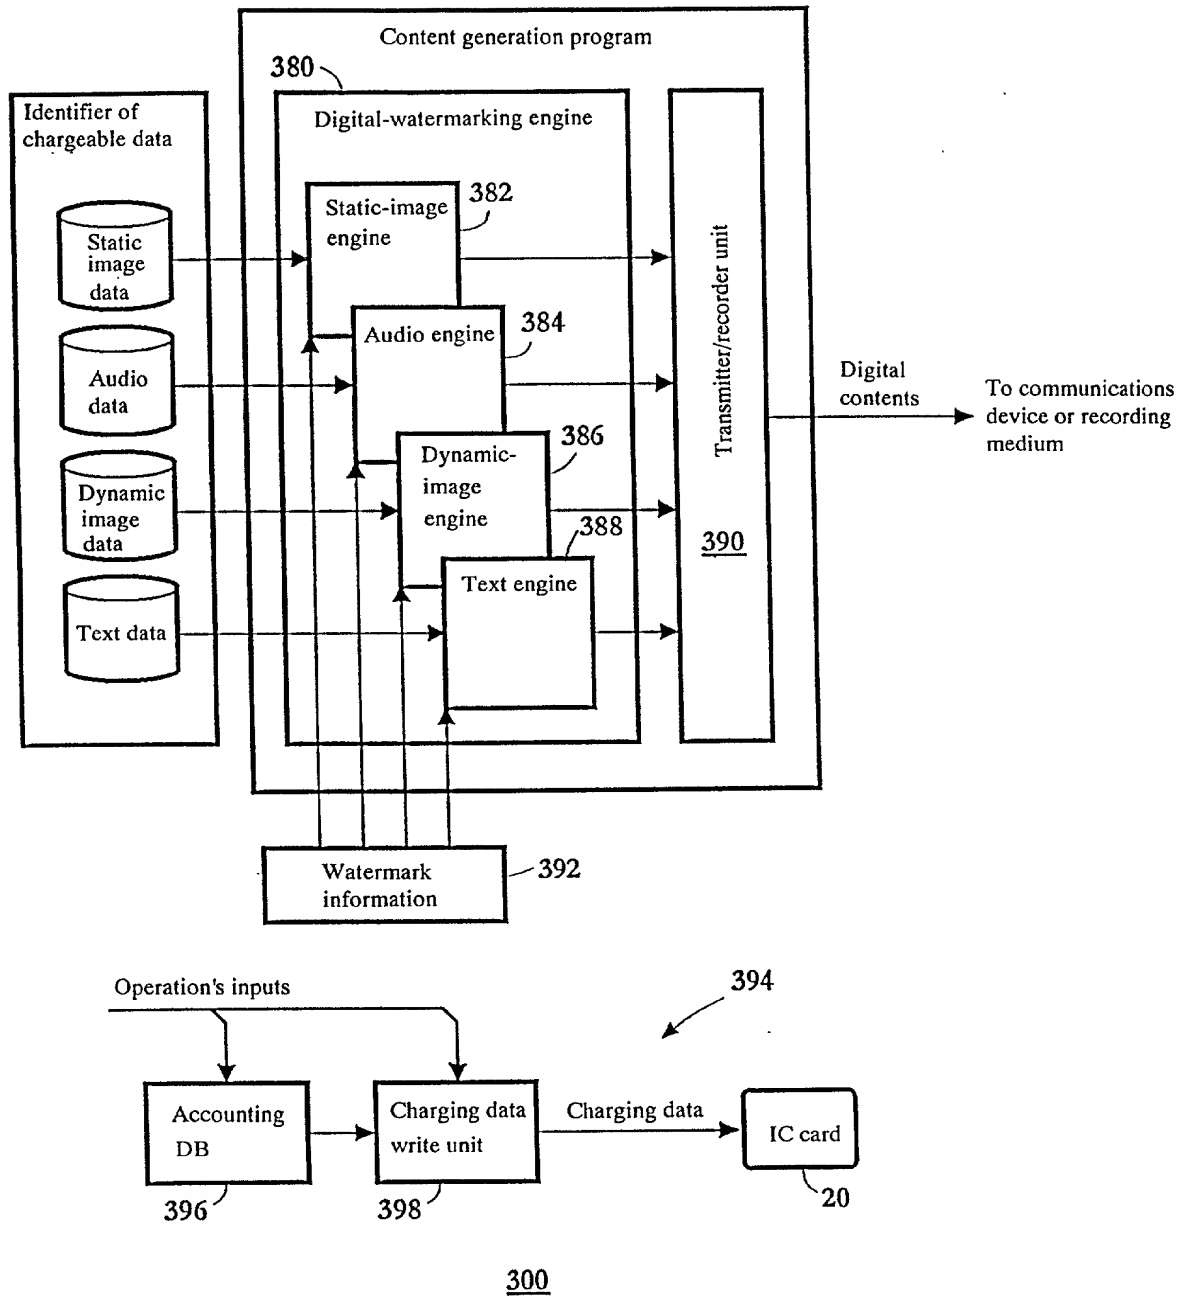 Content generation program
380
Identifier of
chargeable data
Digital-watermarking engine
Static-image
engine
382
Static
image
data
Audio engine
384
Audio
data
Transmitter/recorder unit
390
Digital
contents
To communications
device or recording
medium
Dynamic-
image
engine
386
Dynamic
image
data
388
Text engine
Text data
Watermark
information
392
Operation's inputs
394
Accounting
DB
396
Charging data
write unit
398
Charging data
IC card
20
300